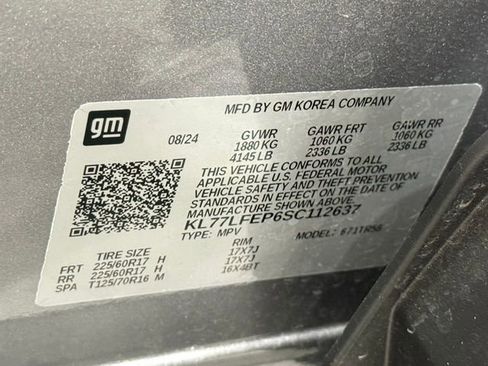 gm
MFD BY GM KOREA COMPANY
08/24 GVWR GAWR FRT GAWR RR
1880 KG 1060 KG 1060 KG
4145 LB 2336 LB 2336 LB
THIS VEHICLE CONFORMS TO ALL
APPLICABLE U.S. FEDERAL MOTOR
VEHICLE SAFETY AND THEFT PREVENTION
STANDARDS IN EFFECT ON THE DATE OF
MANUFACTURE SHOWN ABOVE.
KL77LFEP6SC112637
TYPE: MPV MODEL: 671TR58
TIRE SIZE RIM
FRT 225/60R17 H 17X7J
RR 225/60R17 H 17X7J
SPA T125/70R16 M 16X4BT